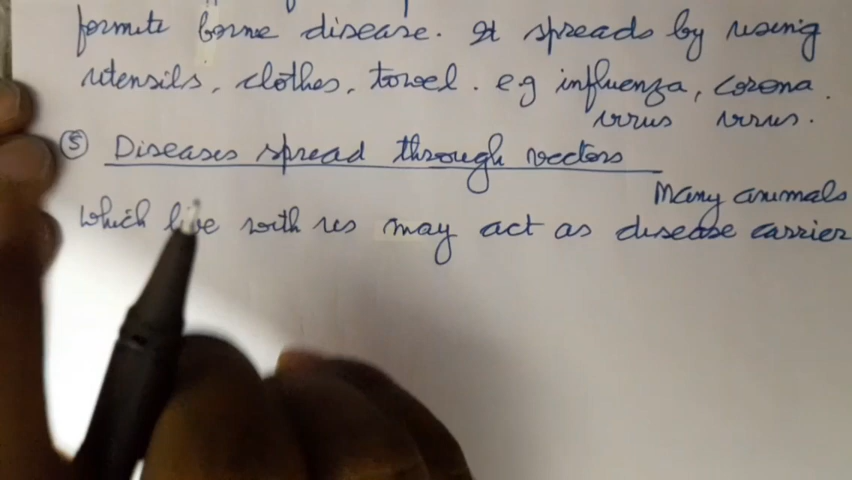 formite borne disease. It spreads by using
utensils, clothes, towel. e.g influenza, corona
virus virus.
⑤ Diseases spread through vectors
Many animals
which live with us may act as disease carrier